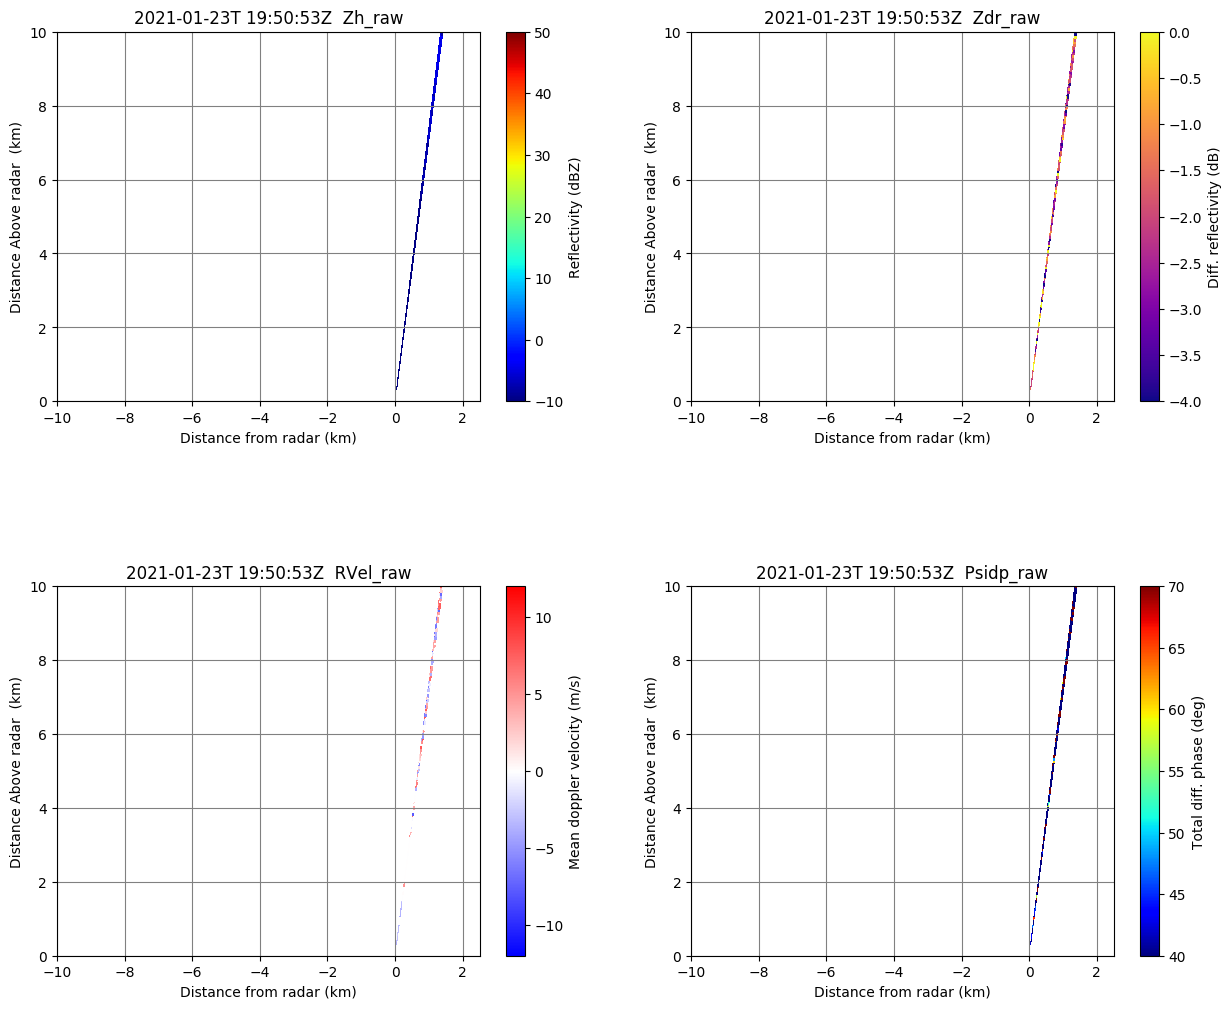 2021-01-23T 19:50:53Z  Zh_raw
10
8
6
4
2
0
Distance Above radar  (km)
−10 −8 −6 −4 −2 0 2
Distance from radar (km)
50
40
30
20
10
0
−10
Reflectivity (dBZ)
2021-01-23T 19:50:53Z  Zdr_raw
10
8
6
4
2
0
Distance Above radar  (km)
−10 −8 −6 −4 −2 0 2
Distance from radar (km)
0.0
−0.5
−1.0
−1.5
−2.0
−2.5
−3.0
−3.5
−4.0
Diff. reflectivity (dB)
2021-01-23T 19:50:53Z  RVel_raw
10
8
6
4
2
0
Distance Above radar  (km)
−10 −8 −6 −4 −2 0 2
Distance from radar (km)
10
5
0
−5
−10
Mean doppler velocity (m/s)
2021-01-23T 19:50:53Z  Psidp_raw
10
8
6
4
2
0
Distance Above radar  (km)
−10 −8 −6 −4 −2 0 2
Distance from radar (km)
70
65
60
55
50
45
40
Total diff. phase (deg)